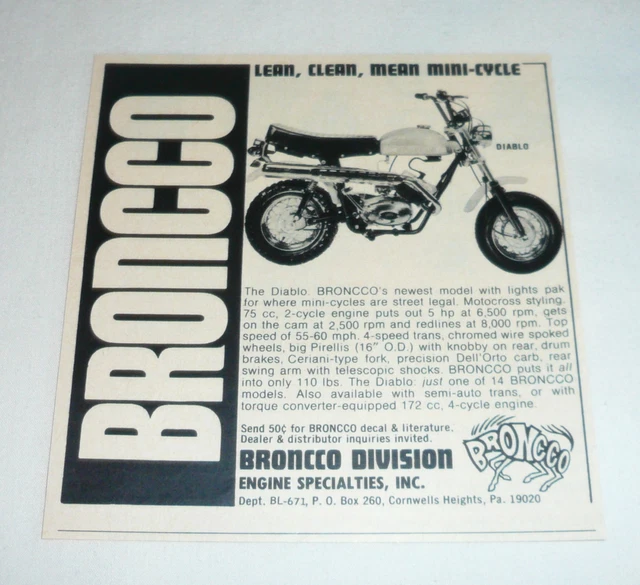 BRONCCO
LEAN, CLEAN, MEAN MINI-CYCLE
DIABLO
The Diablo. BRONCCO's newest model with lights pak
for where mini-cycles are street legal. Motocross styling.
75 cc, 2-cycle engine puts out 5 hp at 6,500 rpm, gets
on the cam at 2,500 rpm and redlines at 8,000 rpm. Top
speed of 55-60 mph. 4-speed trans, chromed wire spoked
wheels, big Pirellis (16" O.D.) with knobby on rear, drum
brakes, Ceriani-type fork, precision Dell'Orto carb, rear
swing arm with telescopic shocks. BRONCCO puts it all
into only 110 lbs. The Diablo: just one of 14 BRONCCO
models. Also available with semi-auto trans, or with
torque converter-equipped 172 cc, 4-cycle engine.
Send 50¢ for BRONCCO decal & literature.
Dealer & distributor inquiries invited.
BRONCCO DIVISION
ENGINE SPECIALTIES, INC.
Dept. BL-671, P. O. Box 260, Cornwells Heights, Pa. 19020
BRONCCO